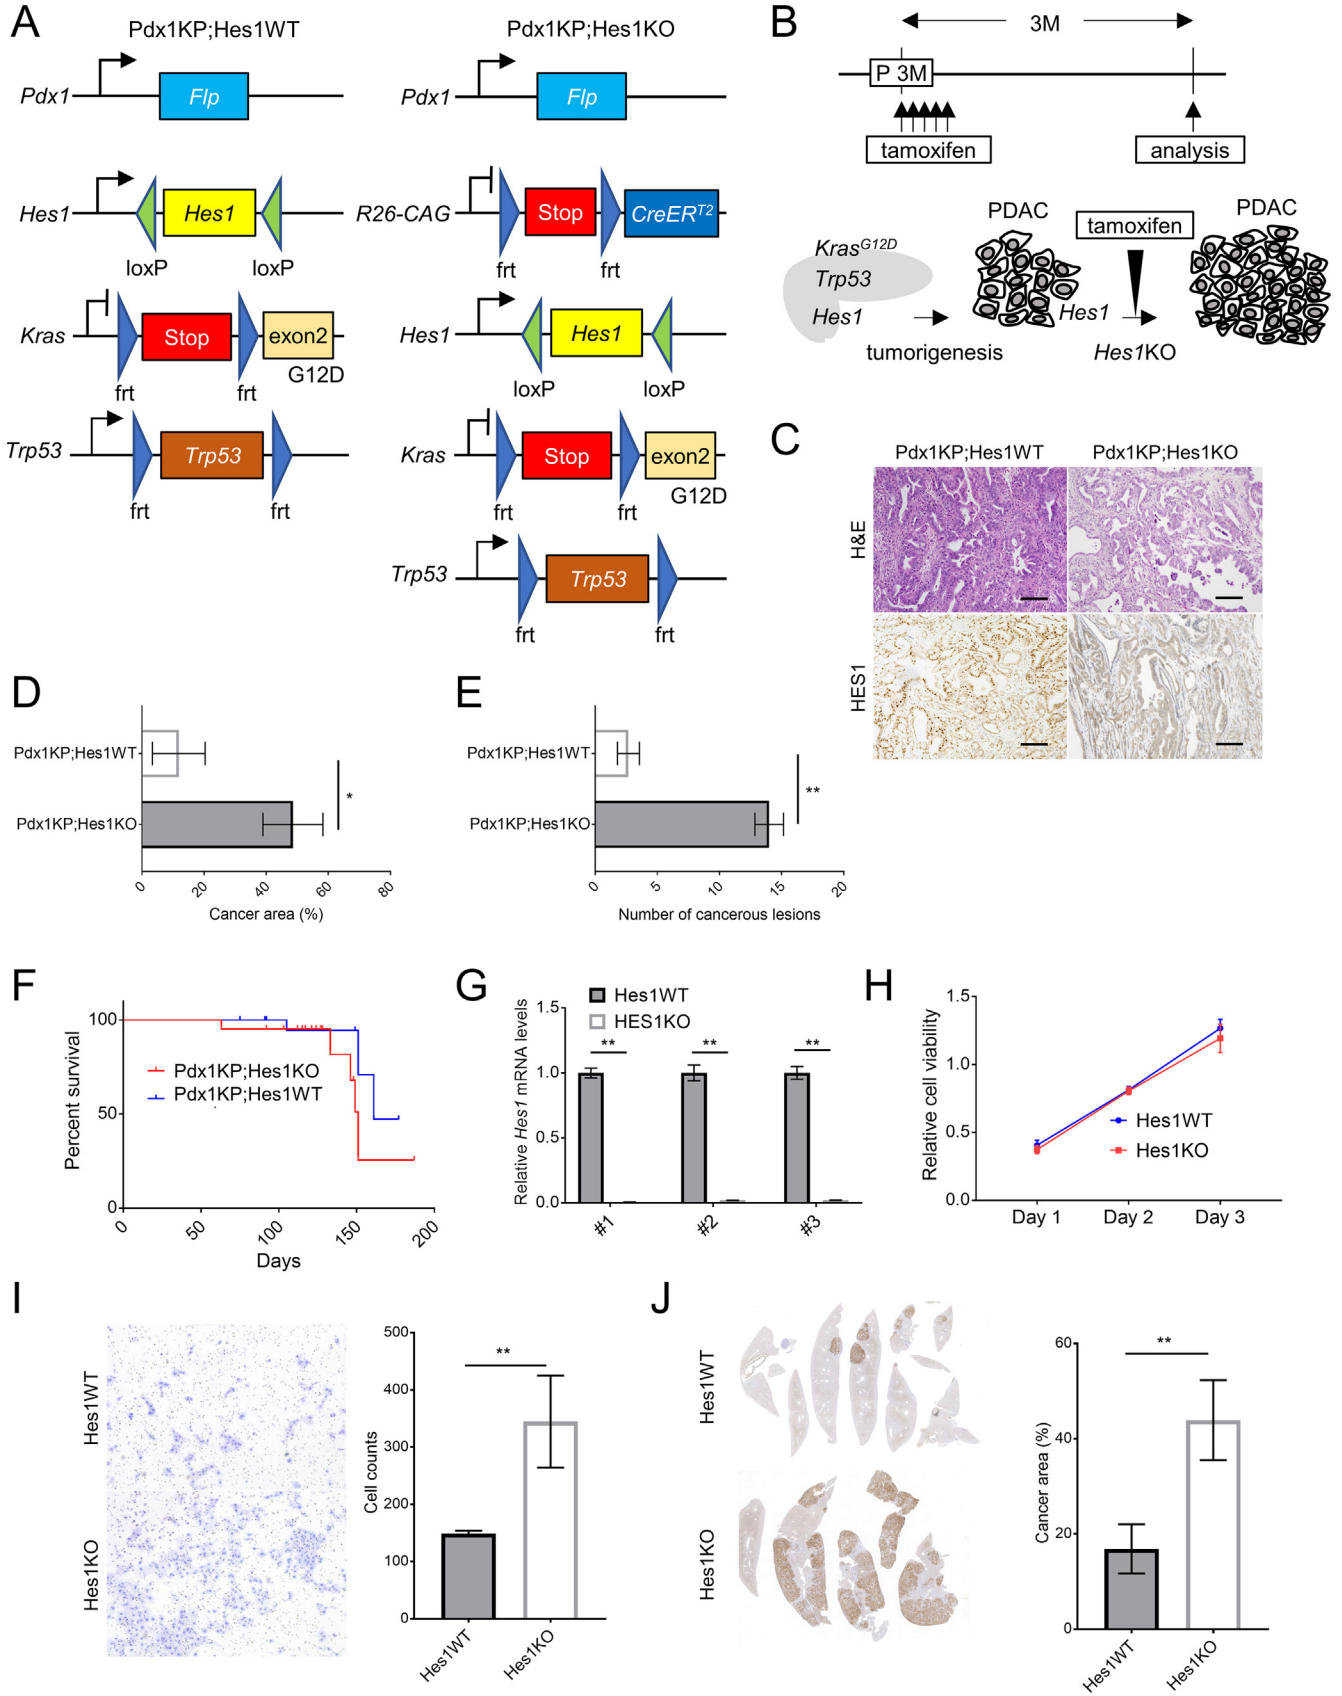 A
Pdx1KP;Hes1WT
Pdx1 Flp
Hes1 Hes1
loxP loxP
Kras Stop exon2
G12D
frt frt
Trp53 Trp53
frt frt
Pdx1KP;Hes1KO
Pdx1 Flp
R26-CAG Stop CreERT2
frt frt
Hes1 Hes1
loxP loxP
Kras Stop exon2
G12D
frt frt
Trp53 Trp53
frt frt
B
3M
P 3M
tamoxifen analysis
PDAC PDAC
tamoxifen
KrasG12D
Trp53
Hes1 Hes1
tumorigenesis Hes1KO
C
Pdx1KP;Hes1WT Pdx1KP;Hes1KO
H&E
HES1
D
Pdx1KP;Hes1WT
*
Pdx1KP;Hes1KO
0 20 40 60 80
Cancer area (%)
E
Pdx1KP;Hes1WT
**
Pdx1KP;Hes1KO
0 5 10 15 20
Number of cancerous lesions
F
Percent survival
100
50
0
Pdx1KP;Hes1KO
Pdx1KP;Hes1WT
0 50 100 150 200
Days
G
Hes1WT
HES1KO
Relative Hes1 mRNA levels
1.5
1.0
0.5
0.0
** ** **
#1 #2 #3
H
Relative cell viability
1.5
1.0
0.5
0.0
Hes1WT
Hes1KO
Day 1 Day 2 Day 3
I
Hes1WT
Hes1KO
Cell counts
500
400
300
200
100
0
**
Hes1WT Hes1KO
J
Hes1WT
Hes1KO
Cancer area (%)
60
40
20
0
**
Hes1WT Hes1KO